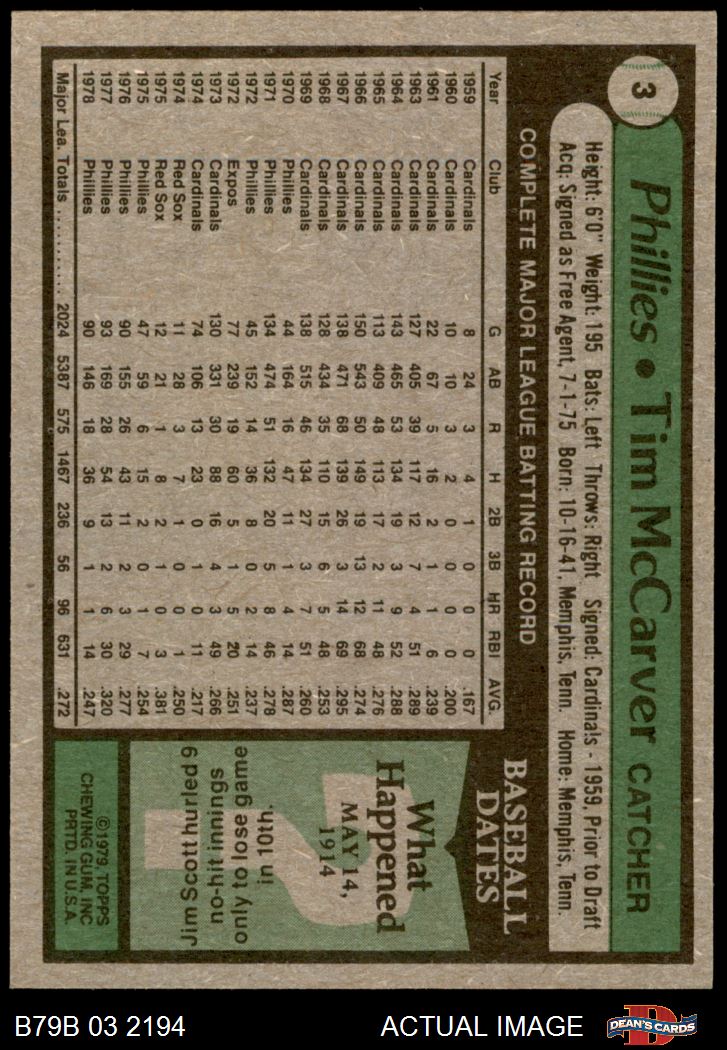 3
Phillies • Tim McCarver CATCHER
Height: 6'0" Weight: 195 Bats: Left Throws: Right Signed: Cardinals - 1959, Prior to Draft
Acq: Signed as Free Agent, 7-1-75 Born: 10-16-41, Memphis, Tenn. Home: Memphis, Tenn.
COMPLETE MAJOR LEAGUE BATTING RECORD
Year Club G AB R H 2B 3B HR RBI AVG.
1959 Cardinals 8 24 3 4 1 0 0 0 .167
1960 Cardinals 10 10 3 2 0 0 0 0 .200
1961 Cardinals 22 67 5 16 2 1 1 6 .239
1963 Cardinals 127 405 39 117 12 7 4 51 .289
1964 Cardinals 143 465 53 134 19 3 9 52 .288
1965 Cardinals 113 409 48 113 17 2 11 48 .276
1966 Cardinals 150 543 50 149 19 13 12 68 .274
1967 Cardinals 138 471 68 139 26 3 14 69 .295
1968 Cardinals 128 434 35 110 15 6 5 48 .253
1969 Cardinals 138 515 46 134 27 3 7 51 .260
1970 Phillies 44 164 16 47 11 1 4 14 .287
1971 Phillies 134 474 51 132 20 5 8 46 .278
1972 Phillies 45 152 14 36 8 0 2 14 .237
1972 Expos 77 239 19 60 5 1 5 20 .251
1973 Cardinals 130 331 30 88 16 4 3 49 .266
1974 Cardinals 74 106 13 23 0 1 0 11 .217
1974 Red Sox 11 28 3 7 1 0 0 1 .250
1975 Red Sox 12 21 1 8 2 1 0 3 .381
1975 Phillies 47 59 6 15 2 0 1 7 .254
1976 Phillies 90 155 26 43 11 2 3 29 .277
1977 Phillies 93 169 28 54 13 2 6 30 .320
1978 Phillies 90 146 18 36 9 1 1 14 .247
Major Lea. Totals .......... 2024 5387 575 1467 236 56 96 631 .272
BASEBALL
DATES
What
Happened
MAY 14,
1914
Jim Scott hurled 9
no-hit innings
only to lose game
in 10th.
©1979, TOPPS
CHEWING GUM, INC
PRTD. IN U.S.A.
B79B 03 2194 ACTUAL IMAGE
DEAN'S CARDS